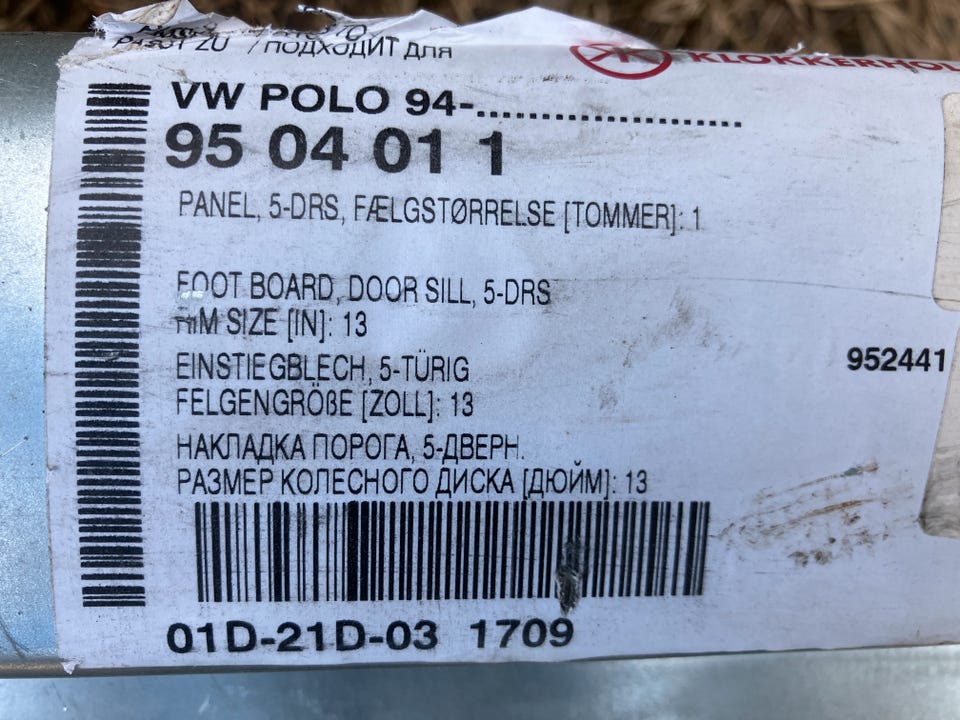 PASST ZU / ПОДХОДИТ ДЛЯ
KLOKKERHOL
VW POLO 94-.....................
95 04 01 1
PANEL, 5-DRS, FÆLGSTØRRELSE [TOMMER]: 1
FOOT BOARD, DOOR SILL, 5-DRS
RIM SIZE [IN]: 13
952441
EINSTIEGBLECH, 5-TÜRIG
FELGENGRÖßE [ZOLL]: 13
НАКЛАДКА ПОРОГА, 5-ДВЕРН.
РАЗМЕР КОЛЕСНОГО ДИСКА [ДЮЙМ]: 13
01D-21D-03 1709